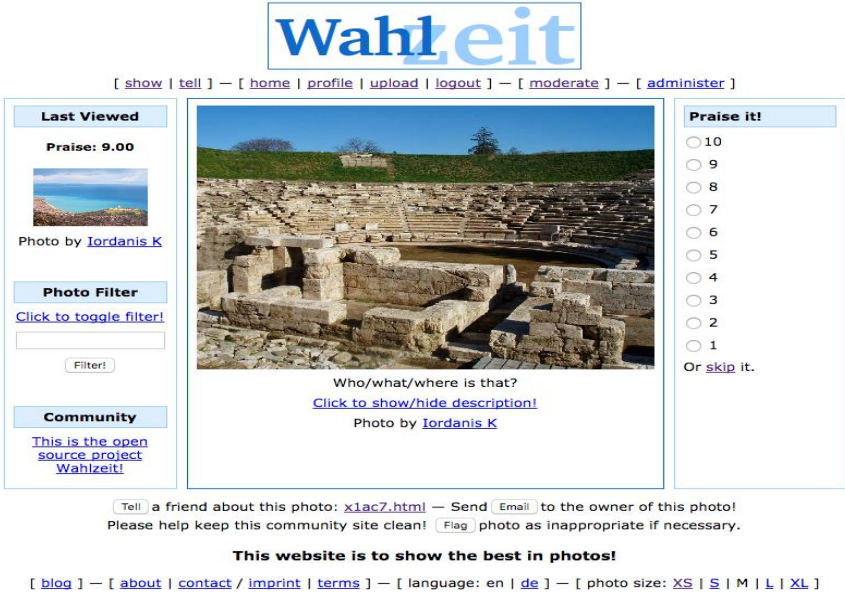 Wahlzeit
[ show | tell ] — [ home | profile | upload | logout ] — [ moderate ] — [ administer ]
Last Viewed
Praise: 9.00
Photo by Iordanis K
Photo Filter
Click to toggle filter!
Filter!
Community
This is the open
source project
Wahlzeit!
Who/what/where is that?
Click to show/hide description!
Photo by Iordanis K
Praise it!
10
9
8
7
6
5
4
3
2
1
Or skip it.
Tell a friend about this photo: x1ac7.html — Send Email to the owner of this photo!
Please help keep this community site clean! Flag photo as inappropriate if necessary.
This website is to show the best in photos!
[ blog ] — [ about | contact / imprint | terms ] — [ language: en | de ] — [ photo size: XS | S | M | L | XL ]